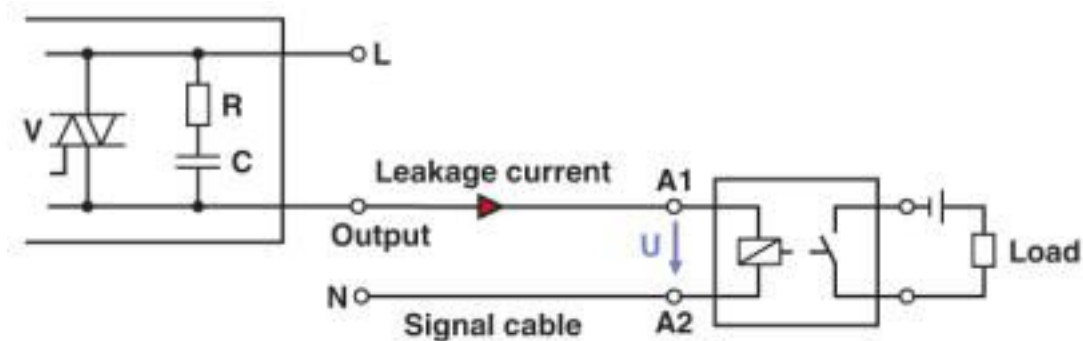 L
V
R
C
Leakage current
A1
Output
U
Load
N
Signal cable
A2